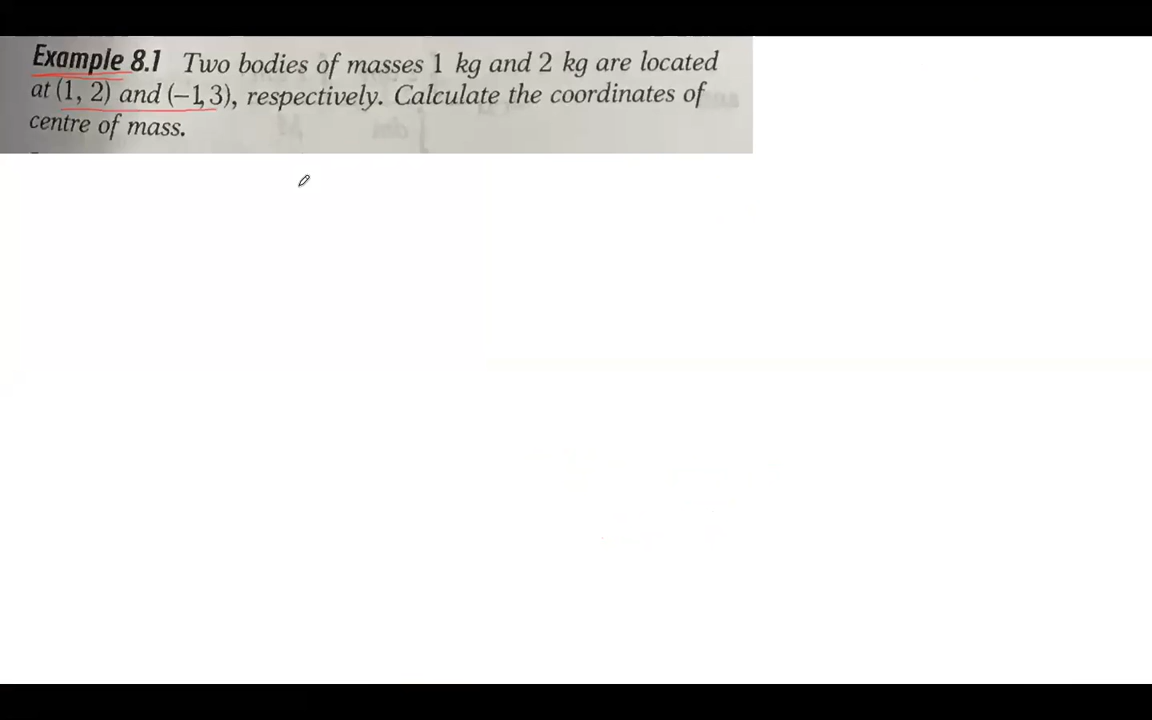 Example 8.1 Two bodies of masses 1 kg and 2 kg are located
at (1, 2) and (–1,3), respectively. Calculate the coordinates of
centre of mass.